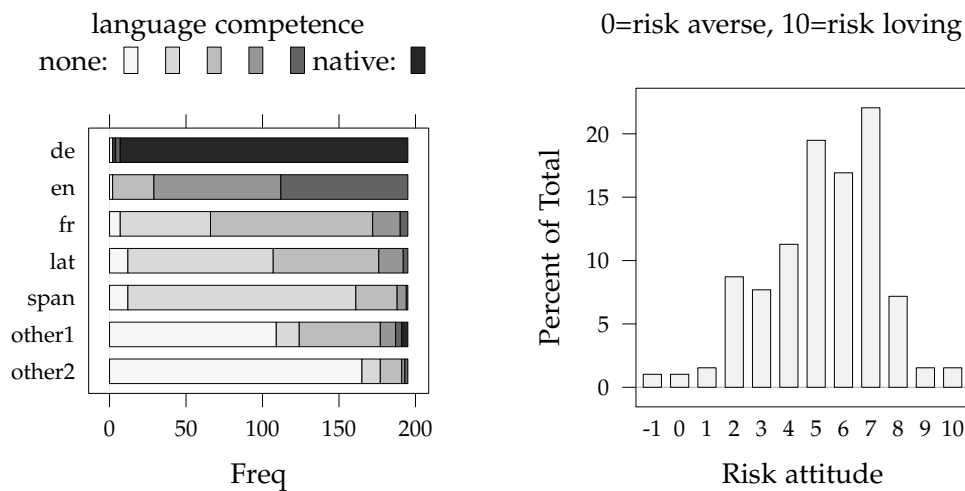 language competence
none: native:
de
en
fr
lat
span
other1
other2
0 50 100 150 200
Freq
0=risk averse, 10=risk loving
Percent of Total
20
15
10
5
0
-1 0 1 2 3 4 5 6 7 8 9 10
Risk attitude